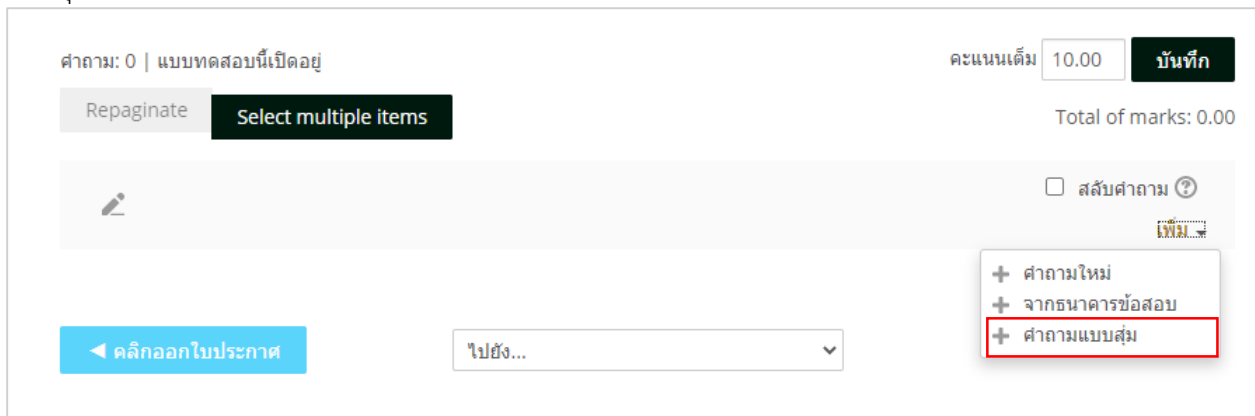 คำถาม: 0 | แบบทดสอบนี้เปิดอยู่
คะแนนเต็ม 10.00 บันทึก
Repaginate Select multiple items
Total of marks: 0.00
สลับคำถาม
เพิ่ม
คำถามใหม่
จากธนาคารข้อสอบ
คำถามแบบสุ่ม
◄ คลิกออกใบประกาศ
ไปยัง...